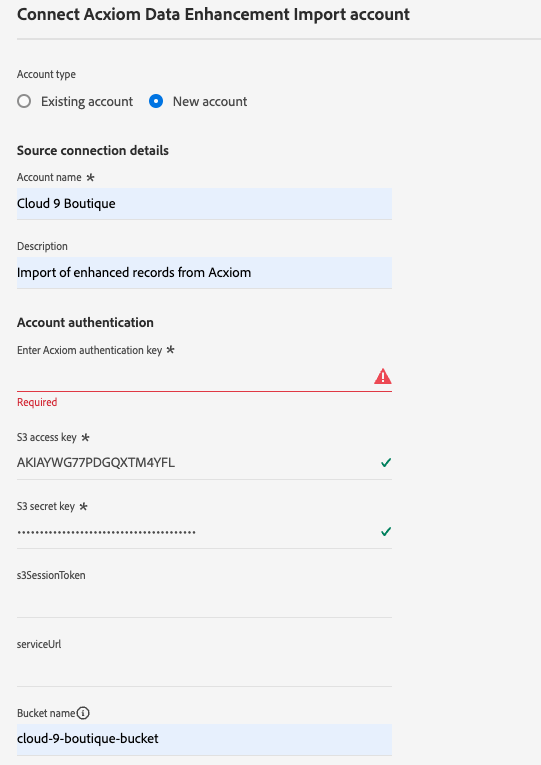 Connect Acxiom Data Enhancement Import account
Account type
Existing account
New account
Source connection details
Account name *
Cloud 9 Boutique
Description
Import of enhanced records from Acxiom
Account authentication
Enter Acxiom authentication key *
Required
S3 access key *
AKIAYWG77PDGQXTM4YFL
S3 secret key *
••••••••••••••••••••••••••••••••••••••••
s3SessionToken
serviceUrl
Bucket name
cloud-9-boutique-bucket